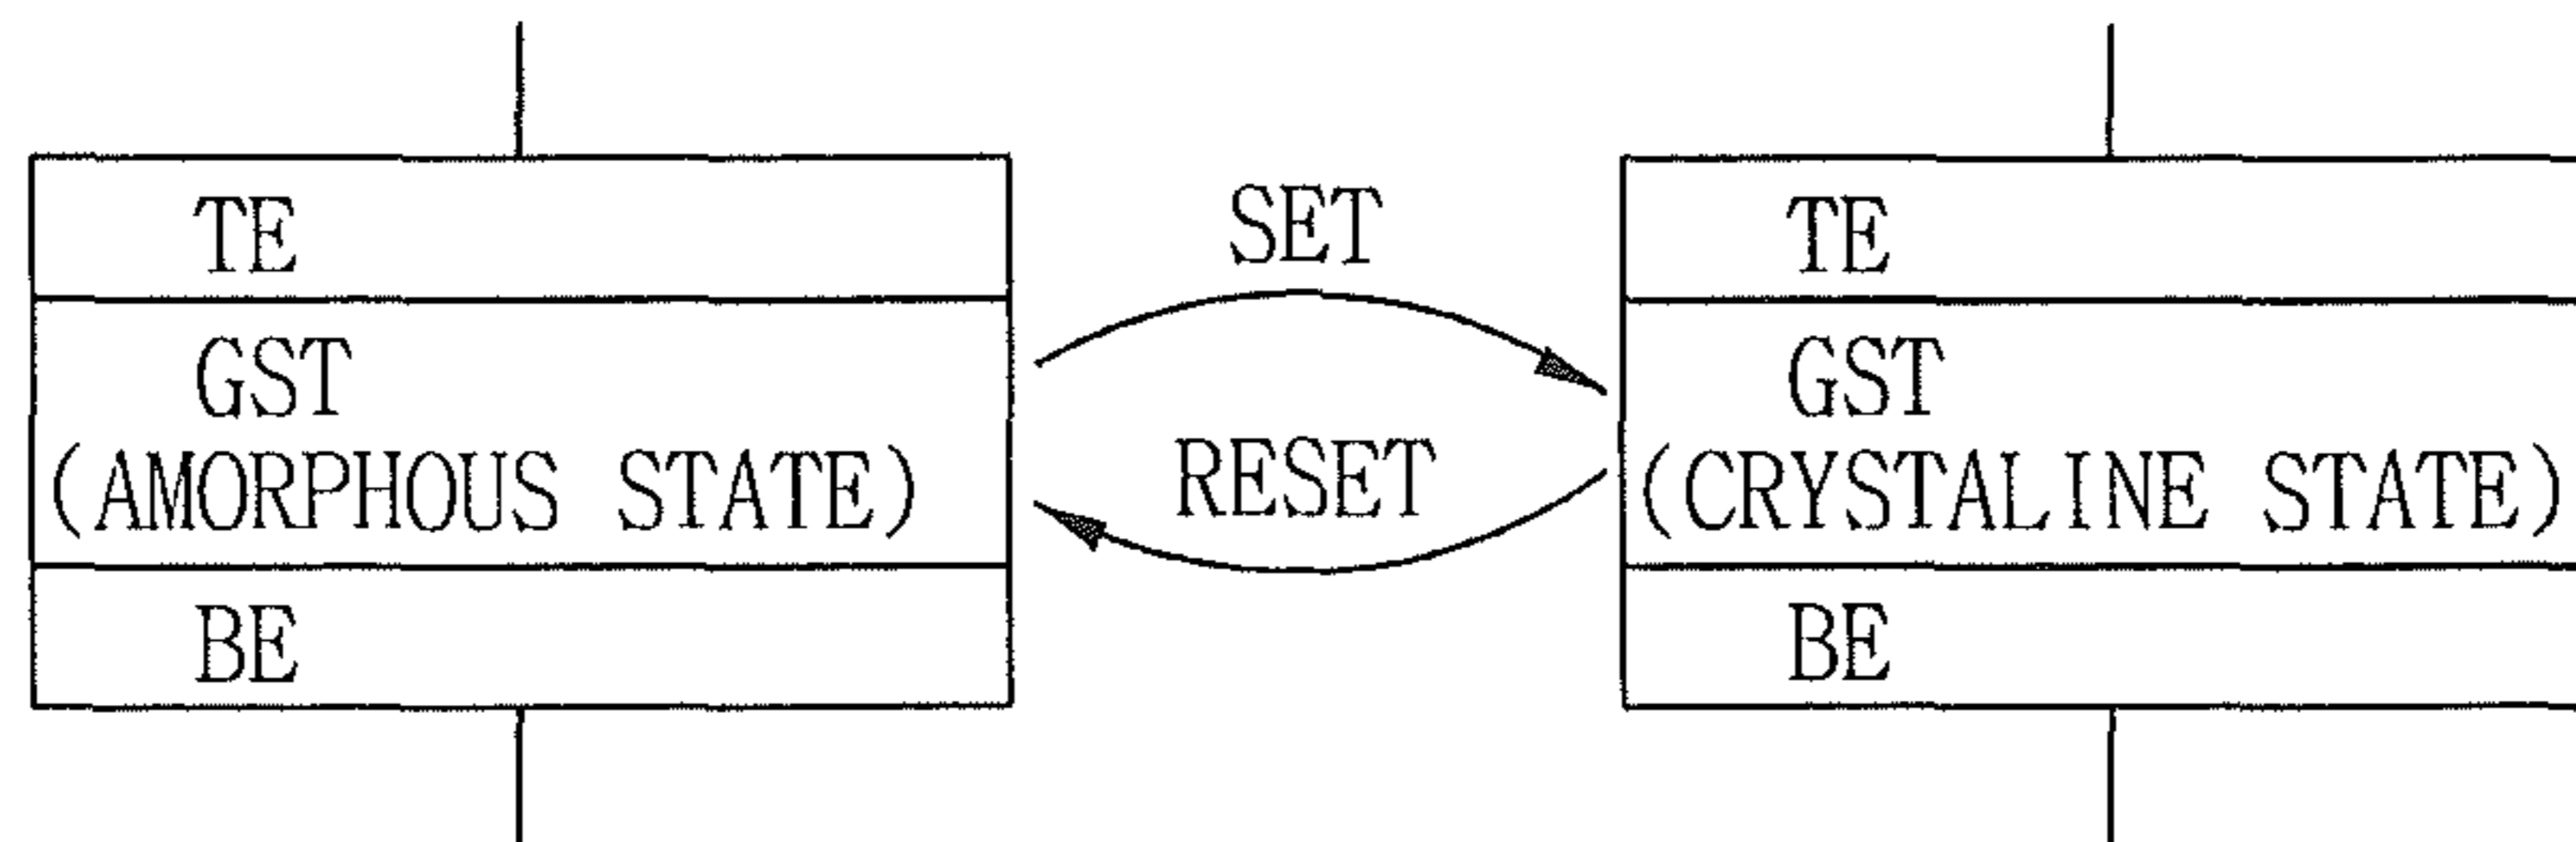 TE
GST
(AMORPHOUS STATE)
BE
SET
RESET
TE
GST
(CRYSTALINE STATE)
BE